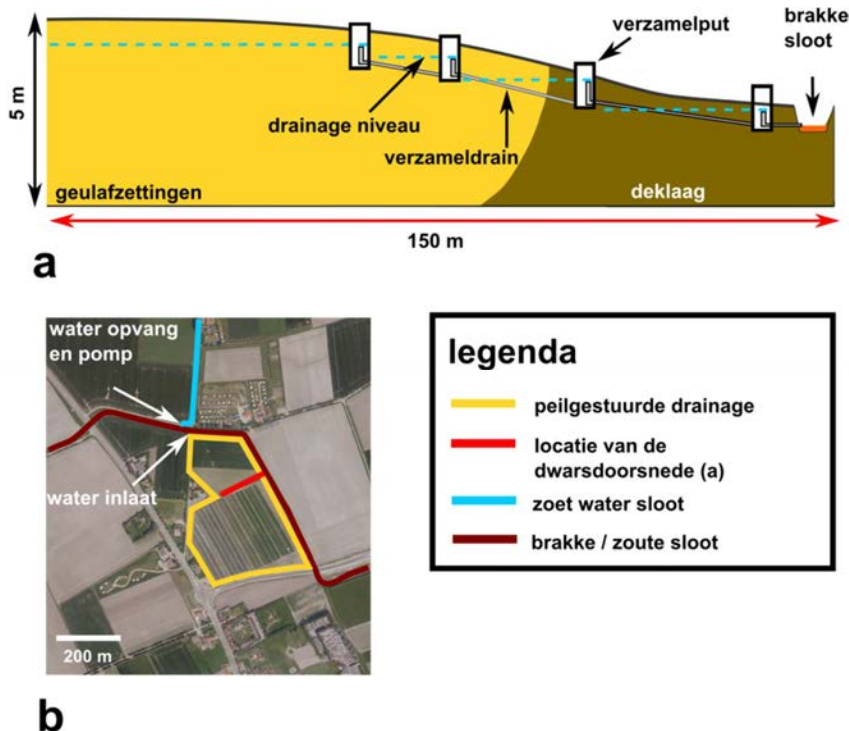 verzamelput
brakke
sloot
5 m
drainage niveau
verzameldrain
geulafzettingen
deklaag
150 m
a
water opvang
en pomp
water inlaat
200 m
b
legenda
peilgestuurde drainage
locatie van de
dwarsdoorsnede (a)
zoet water sloot
brakke / zoute sloot